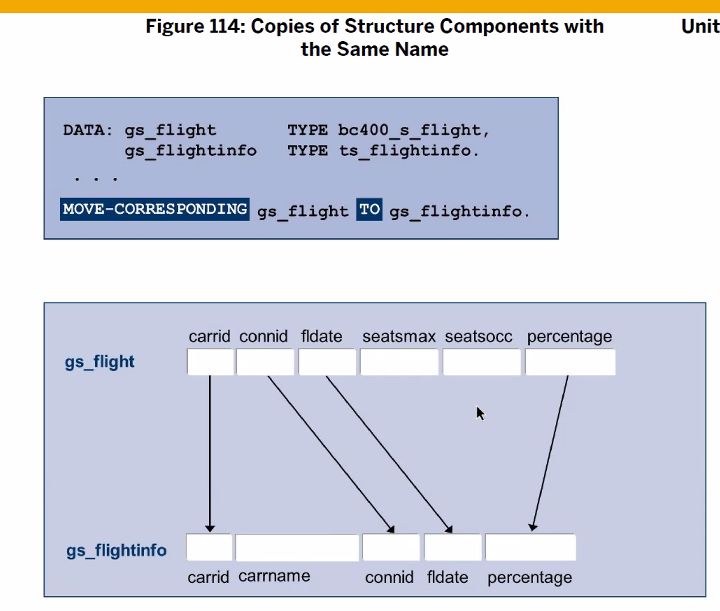 Figure 114: Copies of Structure Components with
the Same Name
Unit
DATA: gs_flight TYPE bc400_s_flight,
gs_flightinfo TYPE ts_flightinfo.
. . .
MOVE-CORRESPONDING gs_flight TO gs_flightinfo.
carrid connid fldate seatsmax seatsocc percentage
gs_flight
gs_flightinfo
carrid carrname connid fldate percentage